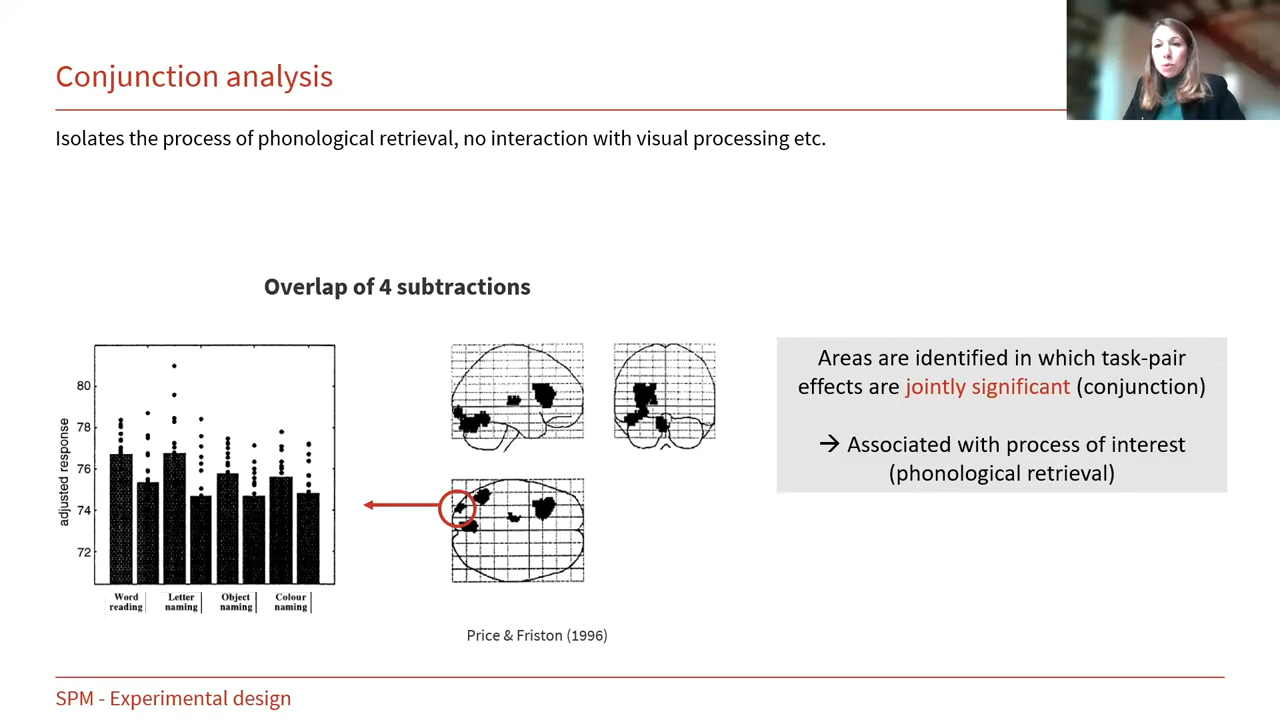 Conjunction analysis
Isolates the process of phonological retrieval, no interaction with visual processing etc.
Overlap of 4 subtractions
adjusted response
80
78
76
74
72
Word
reading
Letter
naming
Object
naming
Colour
naming
Price & Friston (1996)
Areas are identified in which task-pair
effects are jointly significant (conjunction)
→ Associated with process of interest
(phonological retrieval)
SPM - Experimental design